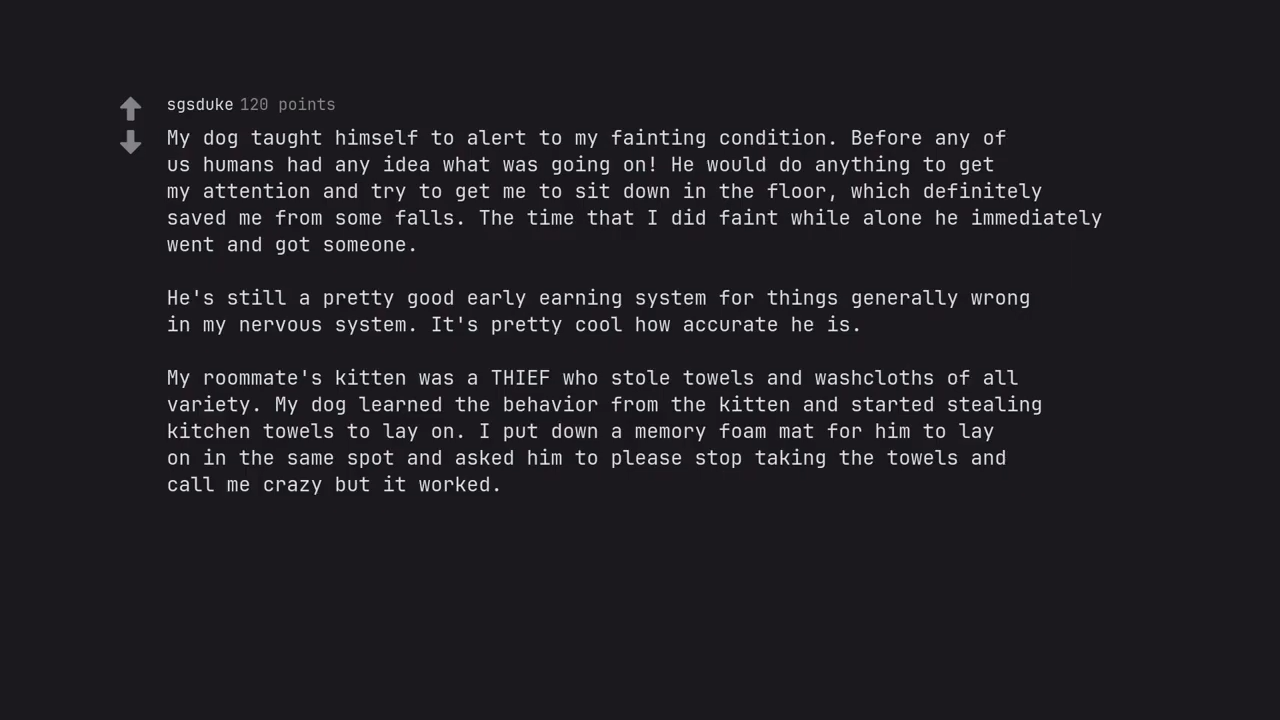 sgsduke 120 points
My dog taught himself to alert to my fainting condition. Before any of
us humans had any idea what was going on! He would do anything to get
my attention and try to get me to sit down in the floor, which definitely
saved me from some falls. The time that I did faint while alone he immediately
went and got someone.
He's still a pretty good early earning system for things generally wrong
in my nervous system. It's pretty cool how accurate he is.
My roommate's kitten was a THIEF who stole towels and washcloths of all
variety. My dog learned the behavior from the kitten and started stealing
kitchen towels to lay on. I put down a memory foam mat for him to lay
on in the same spot and asked him to please stop taking the towels and
call me crazy but it worked.